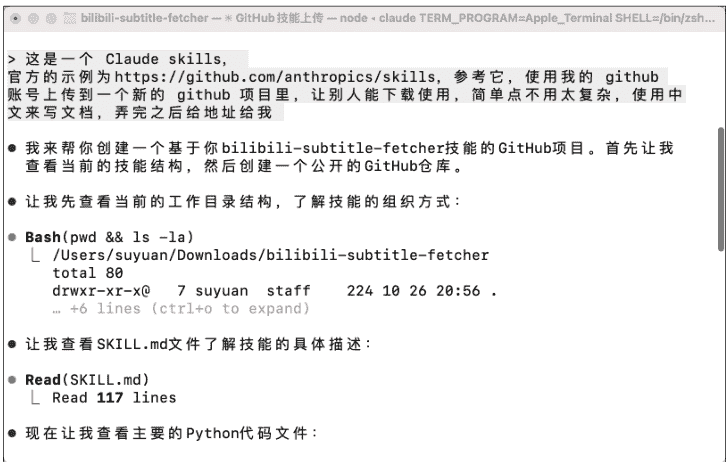 bilibili-subtitle-fetcher — ✳ GitHub技能上传 — node • claude TERM_PROGRAM=Apple_Terminal SHELL=/bin/zsh...
> 这是一个 Claude skills,
官方的示例为https://github.com/anthropics/skills，参考它，使用我的 github
账号上传到一个新的 github 项目里，让别人能下载使用，简单点不用太复杂，使用中
文来写文档，弄完之后给地址给我
● 我来帮你创建一个基于你bilibili-subtitle-fetcher技能的GitHub项目。首先让我
查看当前的技能结构，然后创建一个公开的GitHub仓库。
● 让我先查看当前的工作目录结构，了解技能的组织方式：
● Bash(pwd && ls -la)
⎿ /Users/suyuan/Downloads/bilibili-subtitle-fetcher
total 80
drwxr-xr-x@ 7 suyuan staff 224 10 26 20:56 .
… +6 lines (ctrl+o to expand)
● 让我查看SKILL.md文件了解技能的具体描述：
● Read(SKILL.md)
⎿ Read 117 lines
● 现在让我查看主要的Python代码文件：